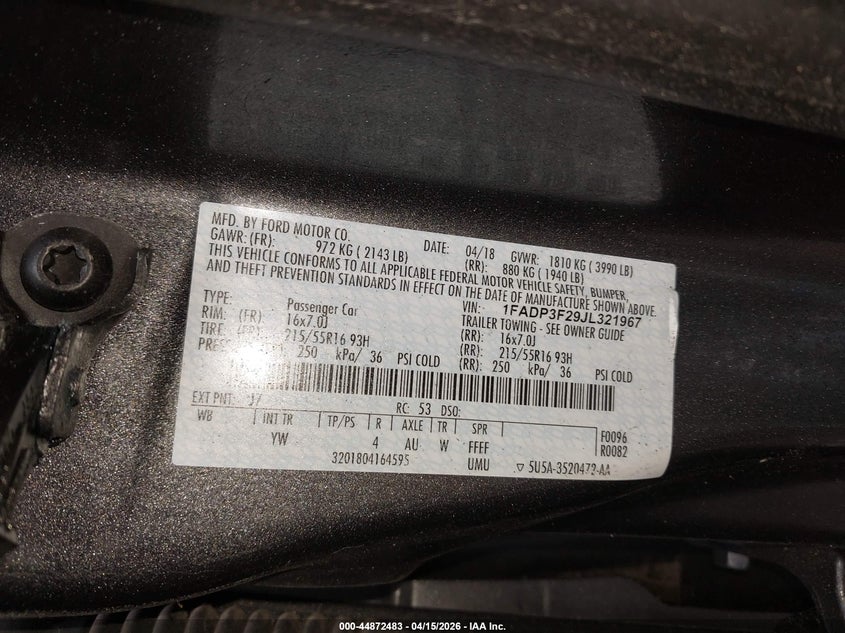 MFD. BY FORD MOTOR CO. DATE: 04/18 GVWR: 1810 KG ( 3990 LB)
GAWR: (FR): 972 KG ( 2143 LB) (RR): 880 KG ( 1940 LB)
THIS VEHICLE CONFORMS TO ALL APPLICABLE FEDERAL MOTOR VEHICLE SAFETY, BUMPER,
AND THEFT PREVENTION STANDARDS IN EFFECT ON THE DATE OF MANUFACTURE SHOWN ABOVE.
TYPE: Passenger Car VIN: 1FADP3F29JL321967
RIM: (FR) 16x7.0J TRAILER TOWING - SEE OWNER GUIDE
(RR): 16x7.0J
TIRE (FR) 215/55R16 93H (RR): 215/55R16 93H
PRESS 250 kPa/ 36 PSI COLD (RR): 250 kPa/ 36 PSI COLD
EXT PNT: J7 RC: 53 DSO:
WB INT TR TP/PS R AXLE TR SPR
YW 4 AU W FFFF F0096
R0082
3201804164595 UMU ▽ 5U5A-3520472-AA
000-44872483 - 04/15/2026 - IAA Inc.